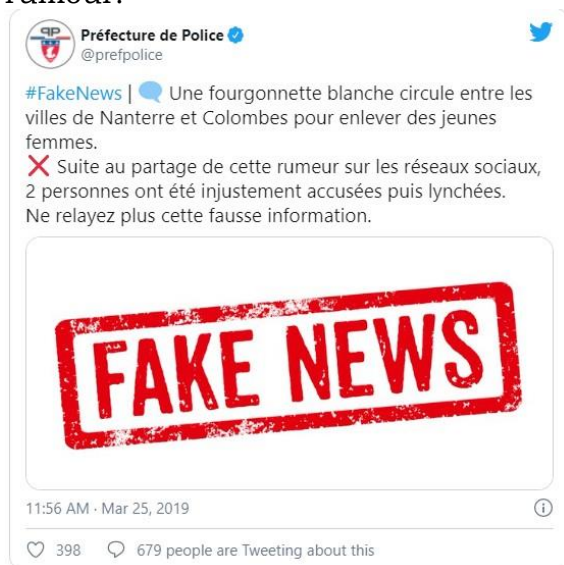 rumour:
Préfecture de Police
@prefpolice
#FakeNews | 🗨 Une fourgonnette blanche circule entre les
villes de Nanterre et Colombes pour enlever des jeunes
femmes.
❌ Suite au partage de cette rumeur sur les réseaux sociaux,
2 personnes ont été injustement accusées puis lynchées.
Ne relayez plus cette fausse information.
FAKE NEWS
11:56 AM · Mar 25, 2019
398 679 people are Tweeting about this